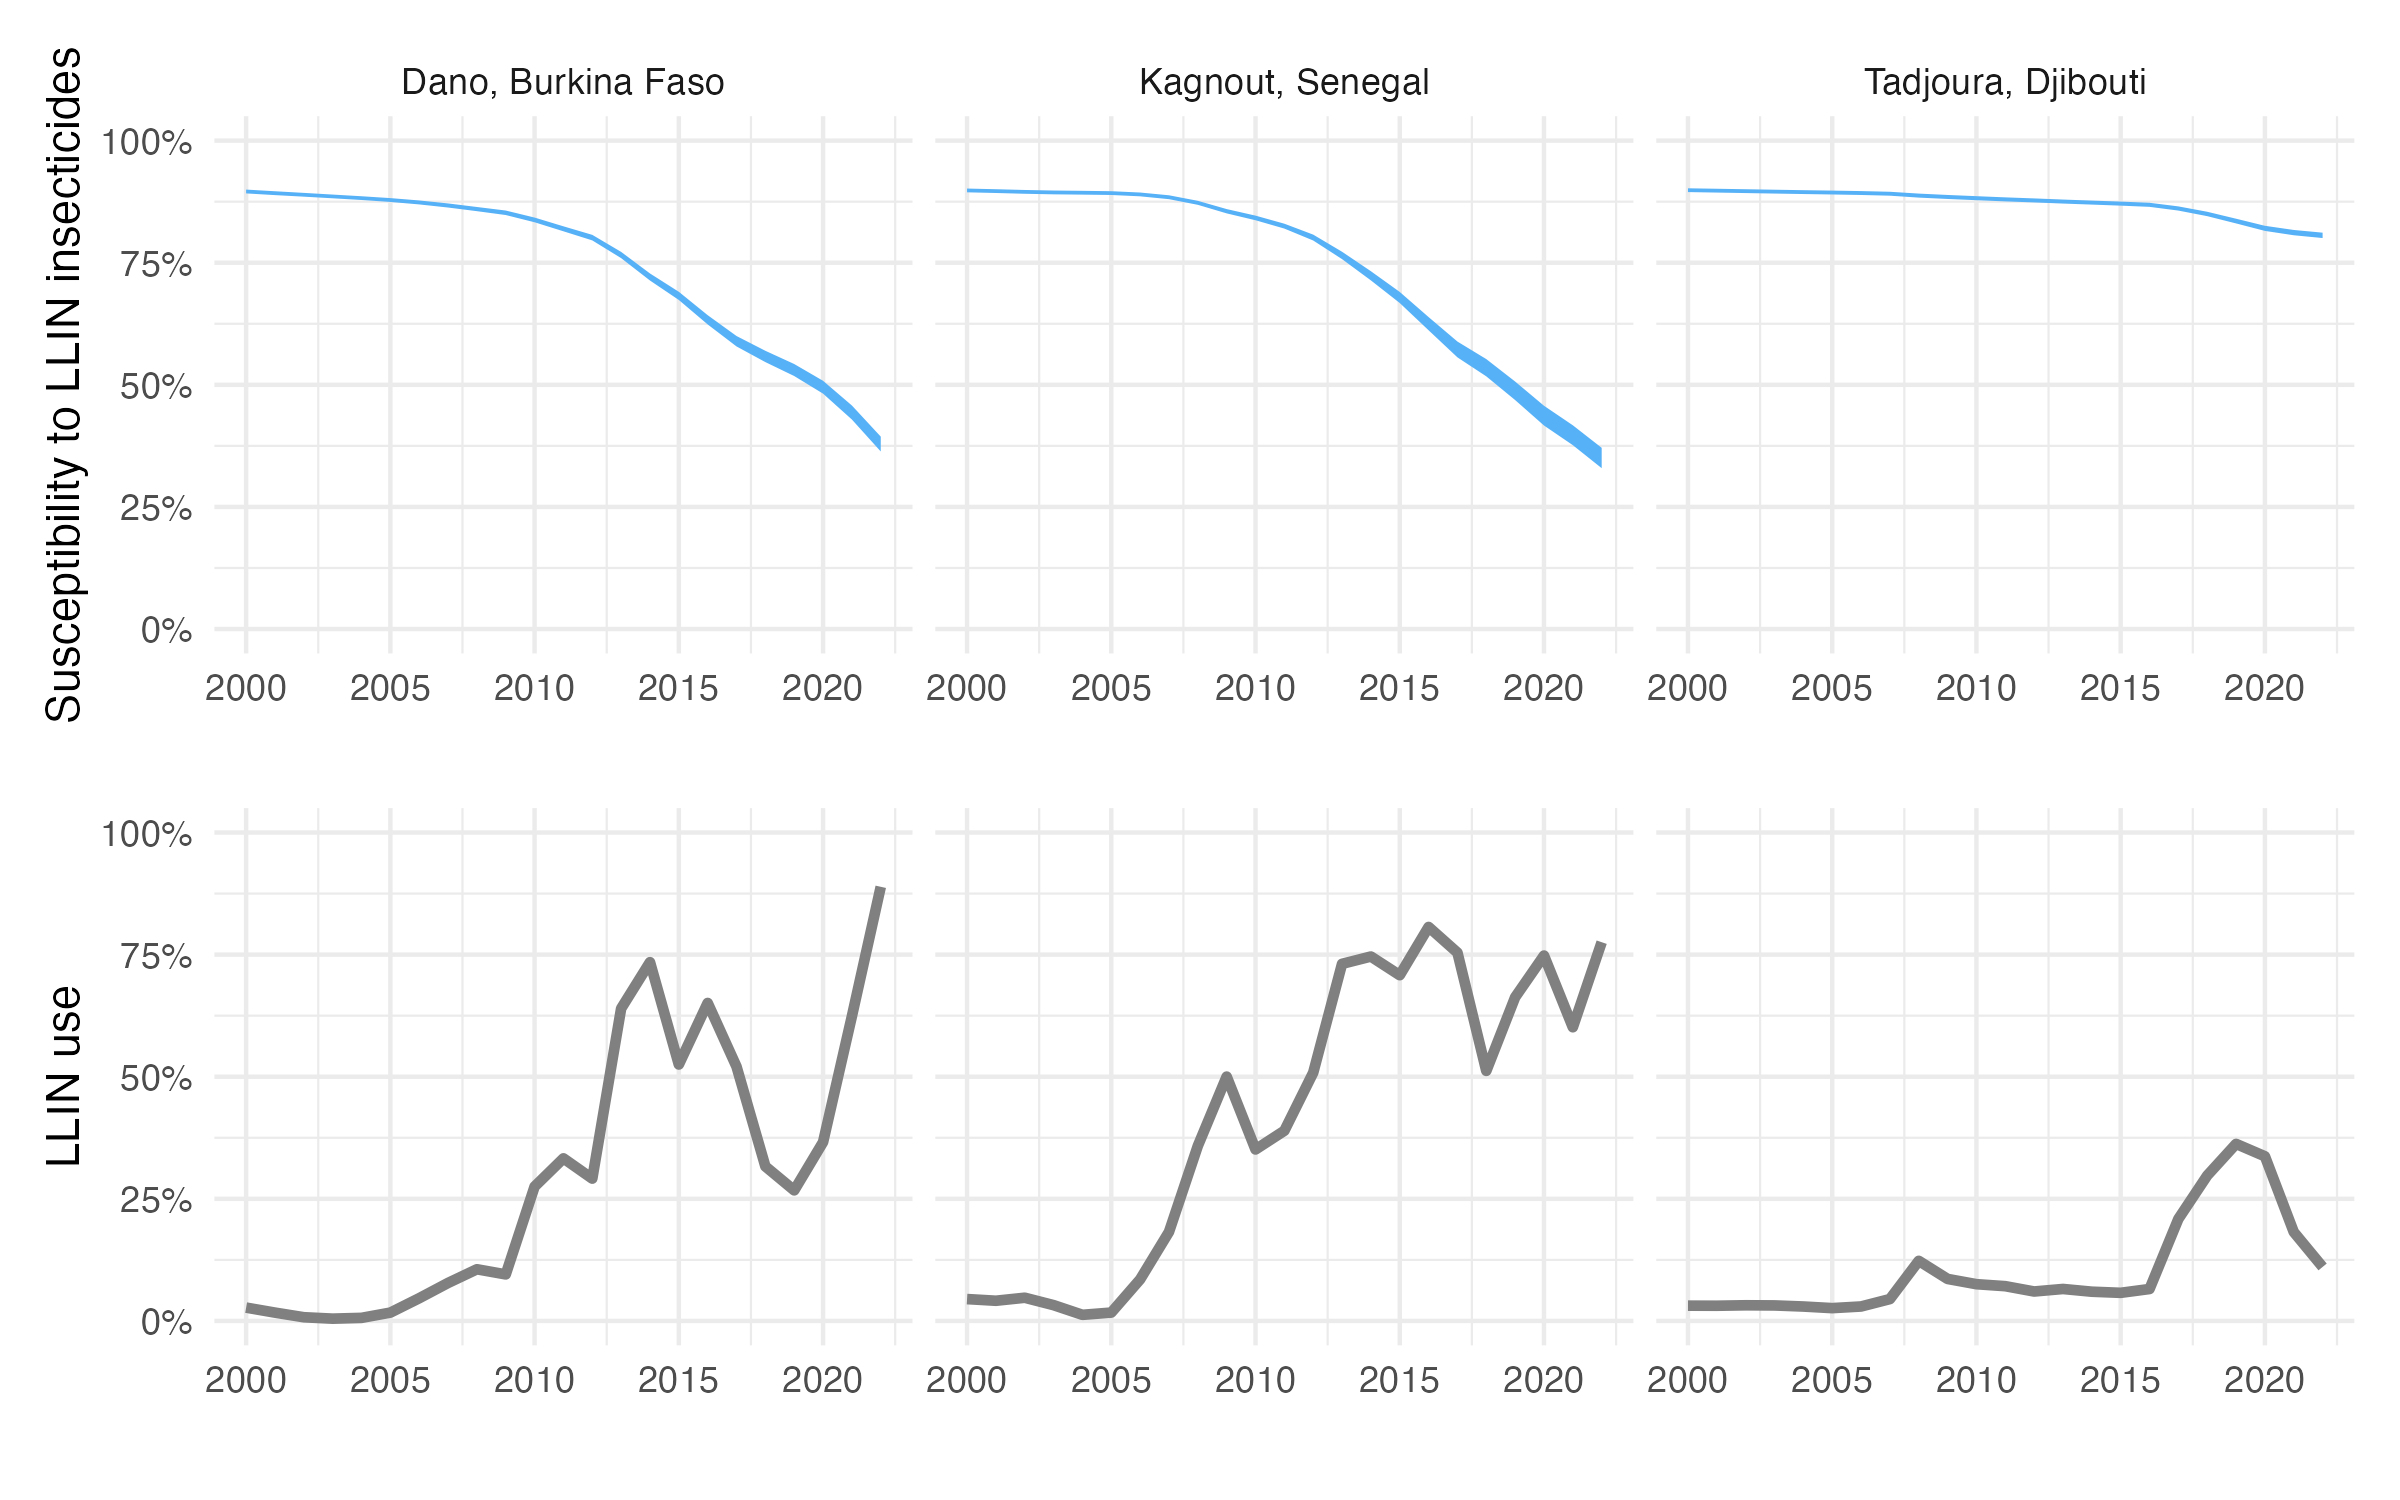 Dano, Burkina Faso
Kagnout, Senegal
Tadjoura, Djibouti
Susceptibility to LLIN insecticides
100%
75%
50%
25%
0%
2000 2005 2010 2015 2020
2000 2005 2010 2015 2020
2000 2005 2010 2015 2020
LLIN use
100%
75%
50%
25%
0%
2000 2005 2010 2015 2020
2000 2005 2010 2015 2020
2000 2005 2010 2015 2020